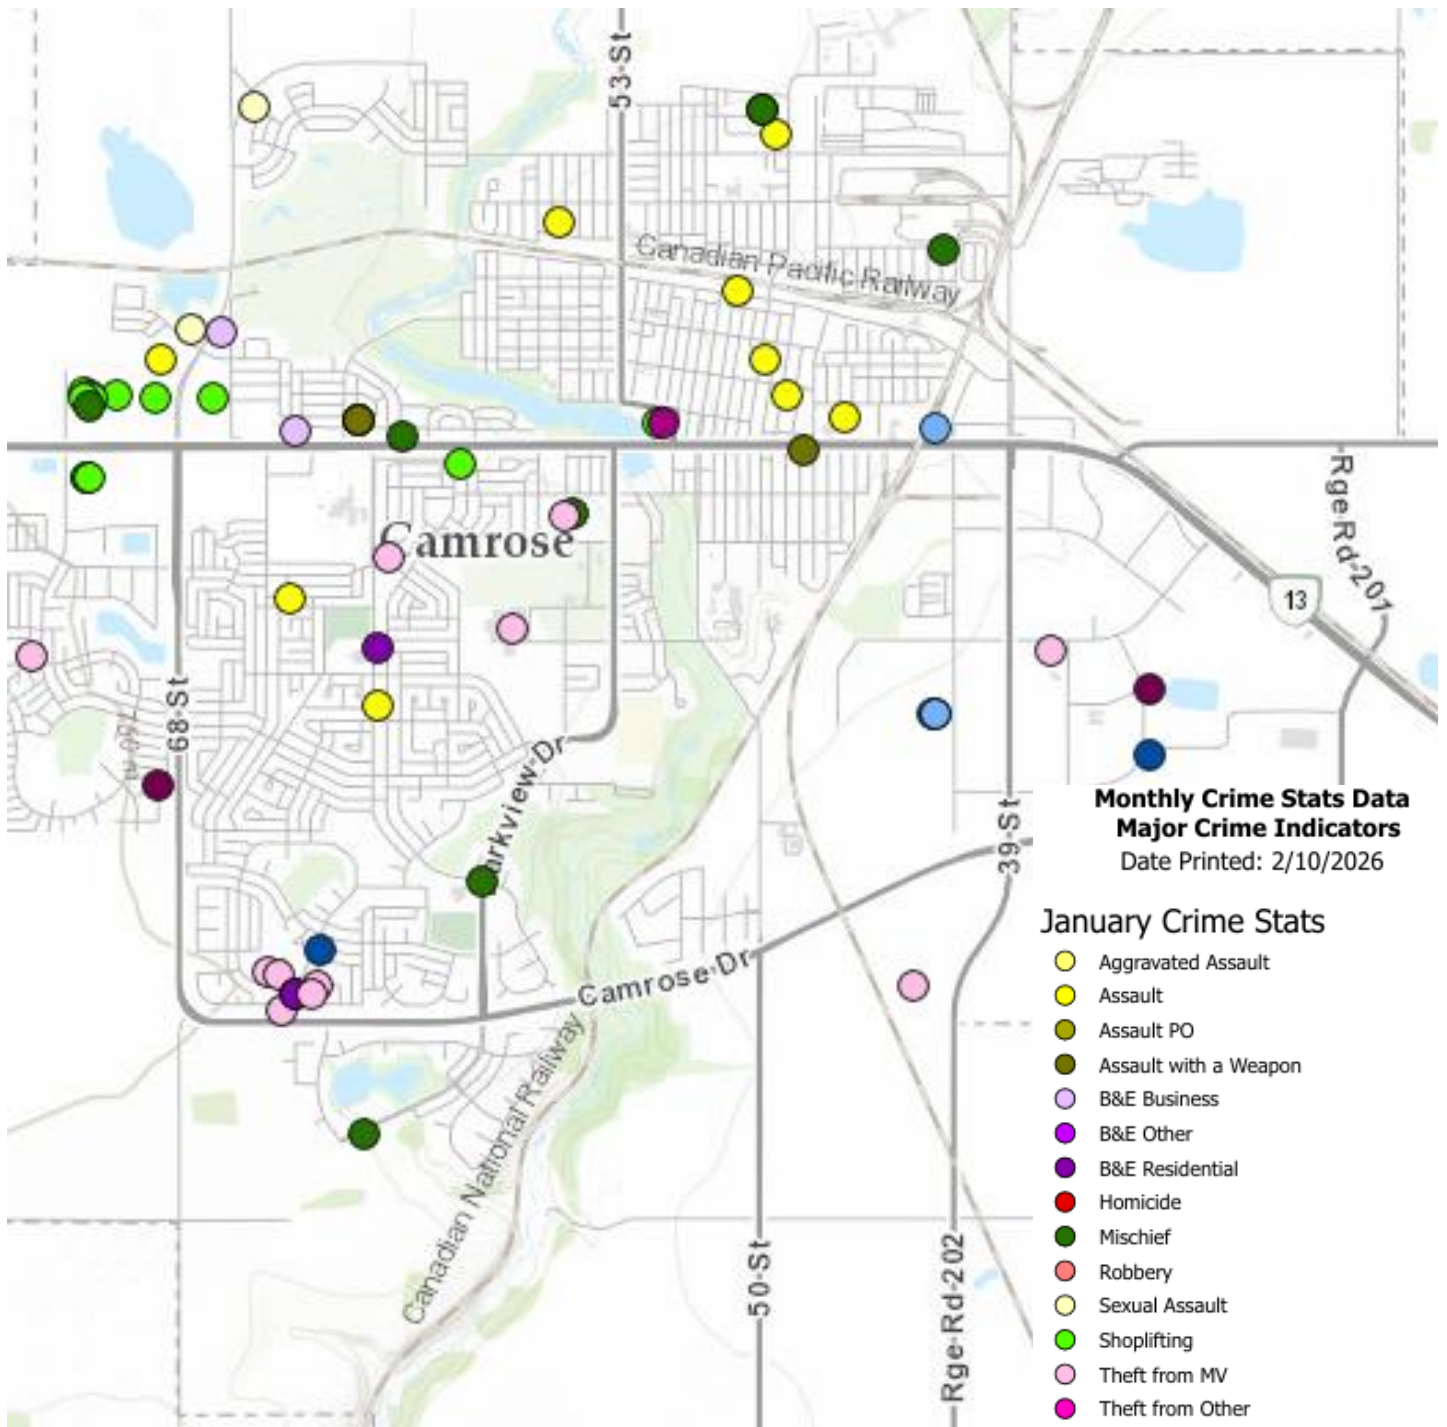 53-St
Canadian Pacific Railway
Camrose
Rge-Rd-201
13
68-St
760 m
Parkview-Dr
39-St
Monthly Crime Stats Data
Major Crime Indicators
Date Printed: 2/10/2026
January Crime Stats
Aggravated Assault
Assault
Assault PO
Assault with a Weapon
B&E Business
B&E Other
B&E Residential
Homicide
Mischief
Robbery
Sexual Assault
Shoplifting
Theft from MV
Theft from Other
Camrose-Dr
Canadian National Railway
50-St
Rge-Rd-202